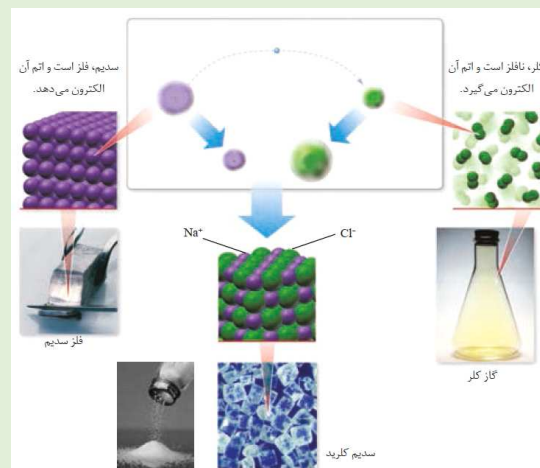 سدیم، فلز است و اتم آن
الکترون می‌دهد.
کلر، نافلز است و اتم آن
الکترون می‌گیرد.
Na⁺
Cl⁻
فلز سدیم
گاز کلر
سدیم کلرید